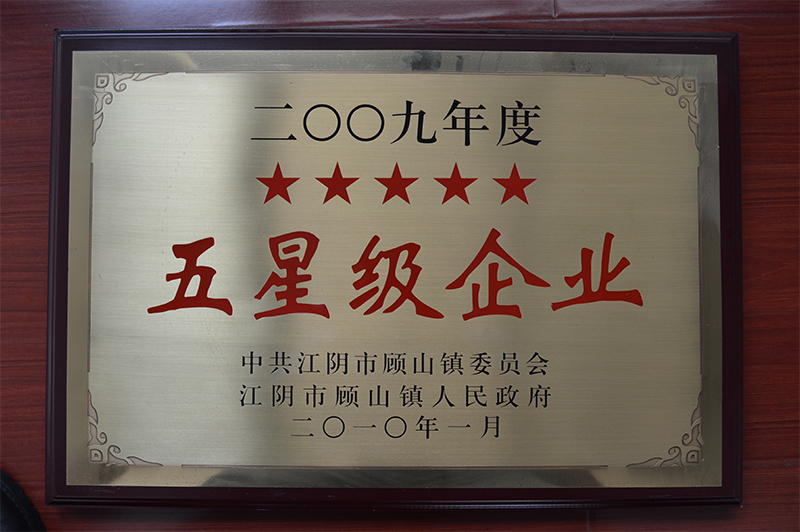 二〇〇九年度
★★★★★
五星级企业
中共江阴市顾山镇委员会
江阴市顾山镇人民政府
二〇一〇年一月